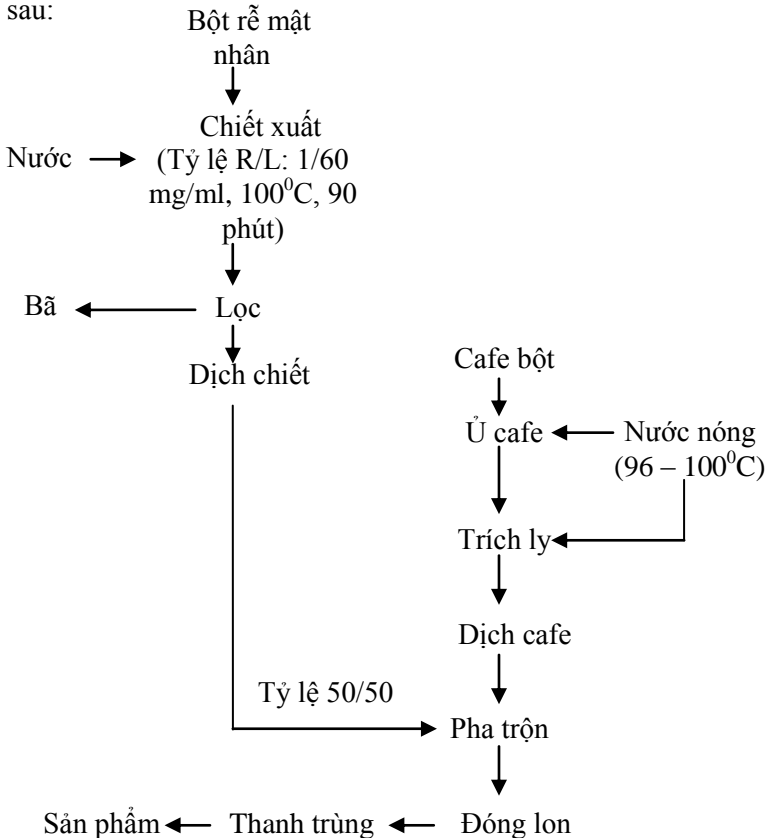 sau:
Bột rễ mật
nhân
Chiết xuất
Nước
(Tỷ lệ R/L: 1/60
mg/ml, 100⁰C, 90
phút)
Bã
Lọc
Dịch chiết
Cafe bột
Ủ cafe
Nước nóng
(96 – 100⁰C)
Trích ly
Dịch cafe
Tỷ lệ 50/50
Pha trộn
Sản phẩm
Thanh trùng
Đóng lon